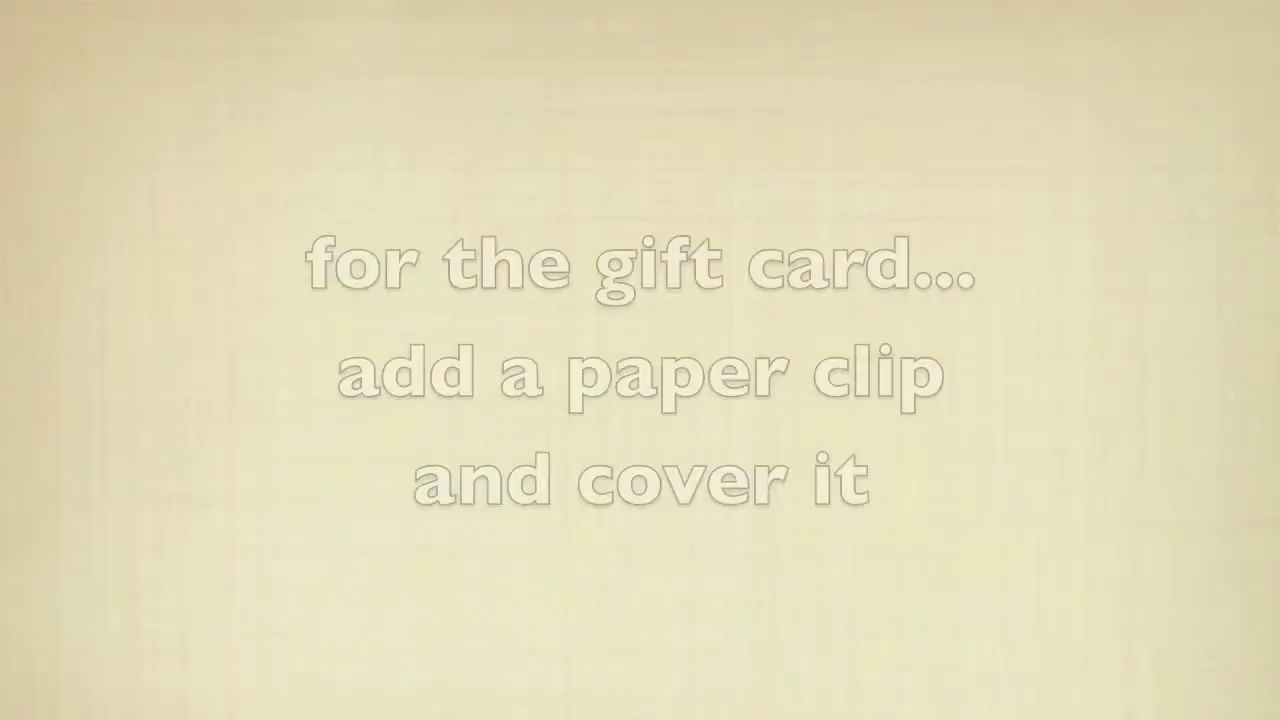 for the gift card...
add a paper clip
and cover it